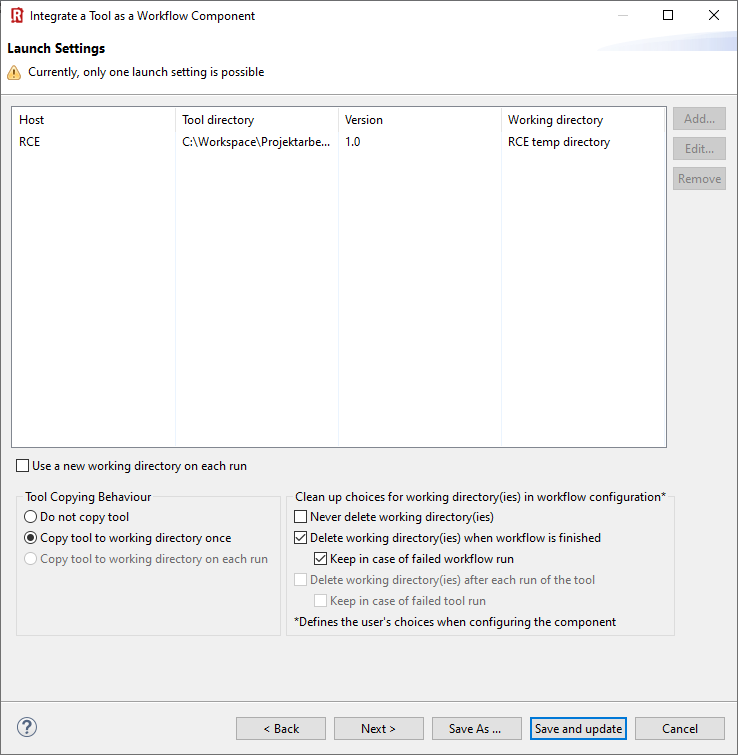 Integrate a Tool as a Workflow Component
Launch Settings
Currently, only one launch setting is possible
Host Tool directory Version Working directory
RCE C:\Workspace\Projektarbe... 1.0 RCE temp directory
Add...
Edit...
Remove
Use a new working directory on each run
Tool Copying Behaviour
Do not copy tool
Copy tool to working directory once
Copy tool to working directory on each run
Clean up choices for working directory(ies) in workflow configuration*
Never delete working directory(ies)
Delete working directory(ies) when workflow is finished
Keep in case of failed workflow run
Delete working directory(ies) after each run of the tool
Keep in case of failed tool run
*Defines the user's choices when configuring the component
? < Back Next > Save As ... Save and update Cancel